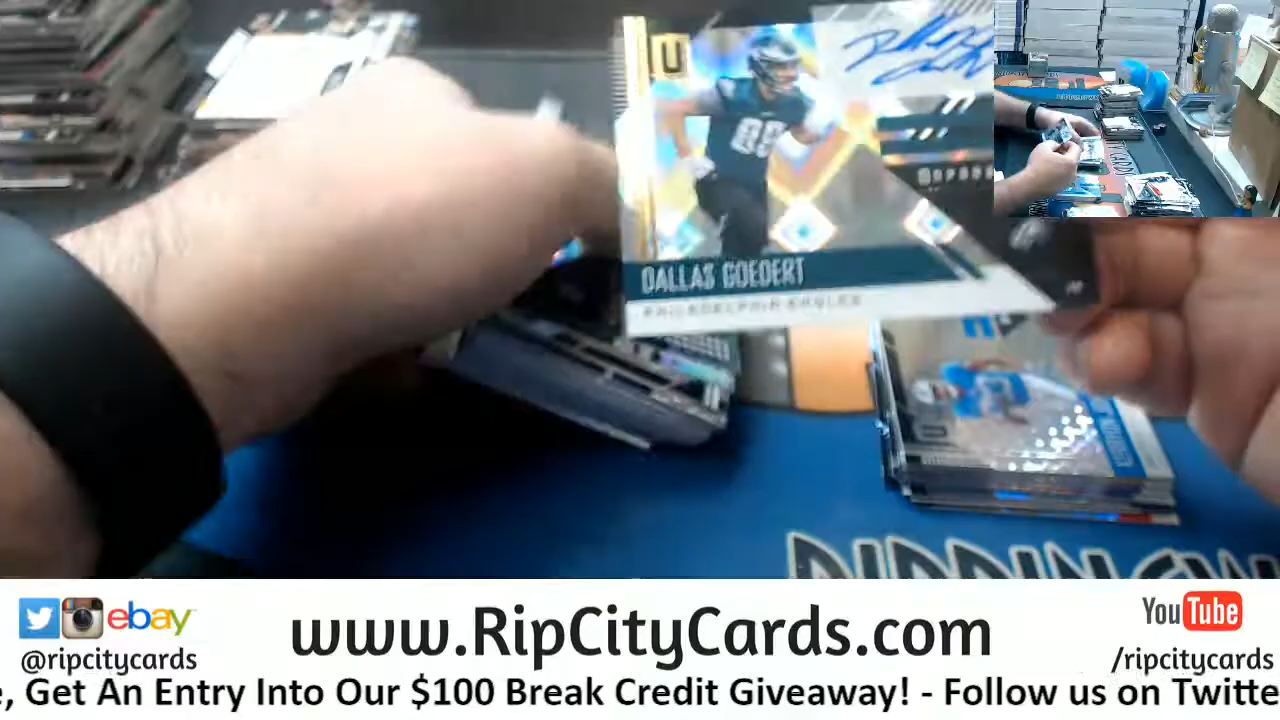 U
88
DALLAS GOEDERT
PHILADELPHIA EAGLES
ebay
@ripcitycards
www.RipCityCards.com
YouTube
/ripcitycards
e, Get An Entry Into Our $100 Break Credit Giveaway! - Follow us on Twitte